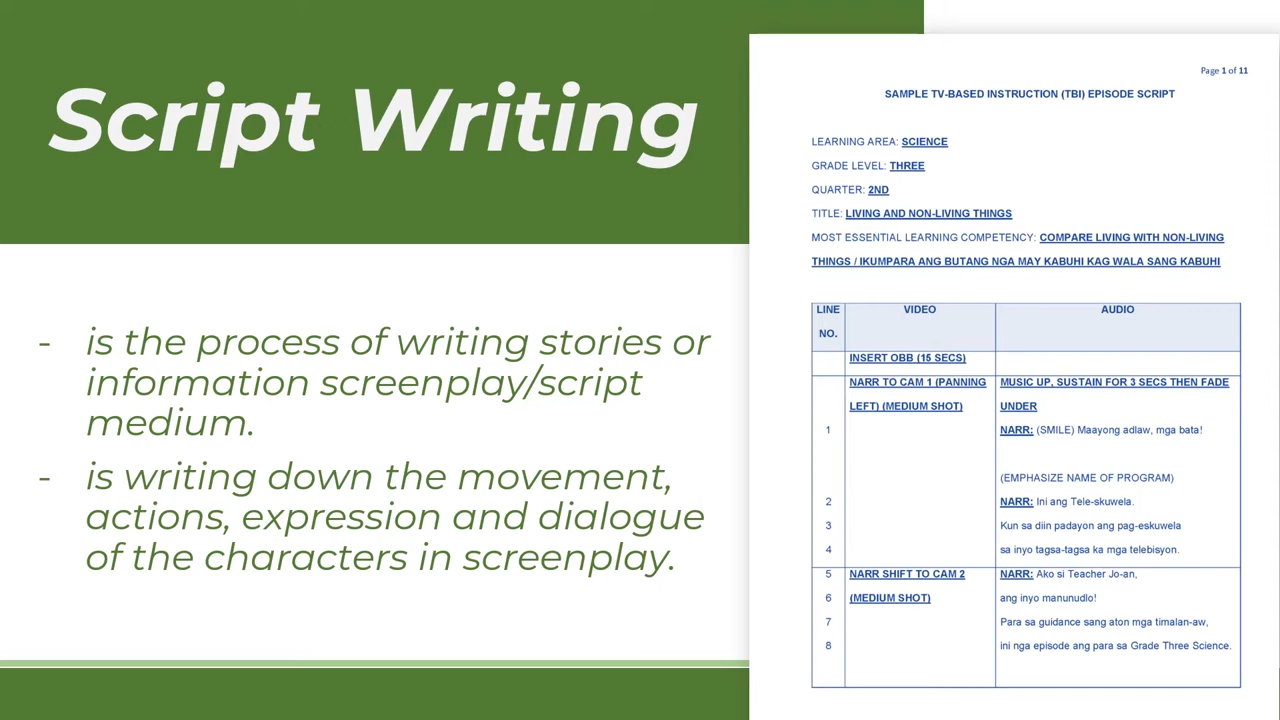 Script Writing
- is the process of writing stories or
information screenplay/script
medium.
- is writing down the movement,
actions, expression and dialogue
of the characters in screenplay.
Page 1 of 11
SAMPLE TV-BASED INSTRUCTION (TBI) EPISODE SCRIPT
LEARNING AREA: SCIENCE
GRADE LEVEL: THREE
QUARTER: 2ND
TITLE: LIVING AND NON-LIVING THINGS
MOST ESSENTIAL LEARNING COMPETENCY: COMPARE LIVING WITH NON-LIVING
THINGS / IKUMPARA ANG BUTANG NGA MAY KABUHI KAG WALA SANG KABUHI
LINE NO. VIDEO AUDIO
INSERT OBB (15 SECS)
NARR TO CAM 1 (PANNING MUSIC UP, SUSTAIN FOR 3 SECS THEN FADE
LEFT) (MEDIUM SHOT) UNDER
1 NARR: (SMILE) Maayong adlaw, mga bata!
(EMPHASIZE NAME OF PROGRAM)
2 NARR: Ini ang Tele-skuwela.
3 Kun sa diin padayon ang pag-eskuwela
4 sa inyo tagsa-tagsa ka mga telebisyon.
5 NARR SHIFT TO CAM 2 NARR: Ako si Teacher Jo-an,
6 (MEDIUM SHOT) ang inyo manunudlo!
7 Para sa guidance sang aton mga timalan-aw,
8 ini nga episode ang para sa Grade Three Science.